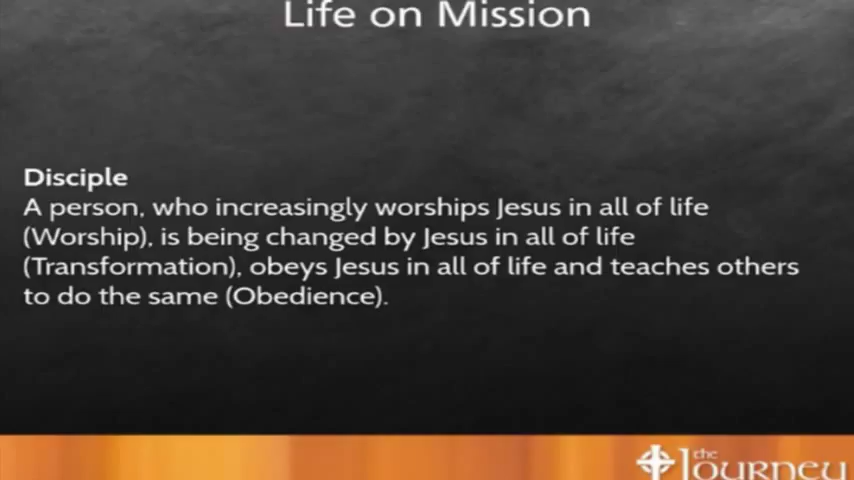 Life on Mission
Disciple
A person, who increasingly worships Jesus in all of life
(Worship), is being changed by Jesus in all of life
(Transformation), obeys Jesus in all of life and teaches others
to do the same (Obedience).
the
Journey